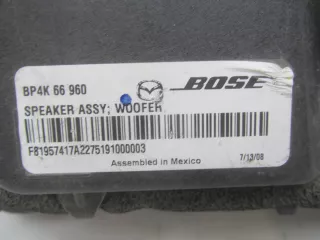 BP4K 66 960
BOSE
SPEAKER ASSY; WOOFER
F81957417A2275191000003
Assembled in Mexico
7/13/08